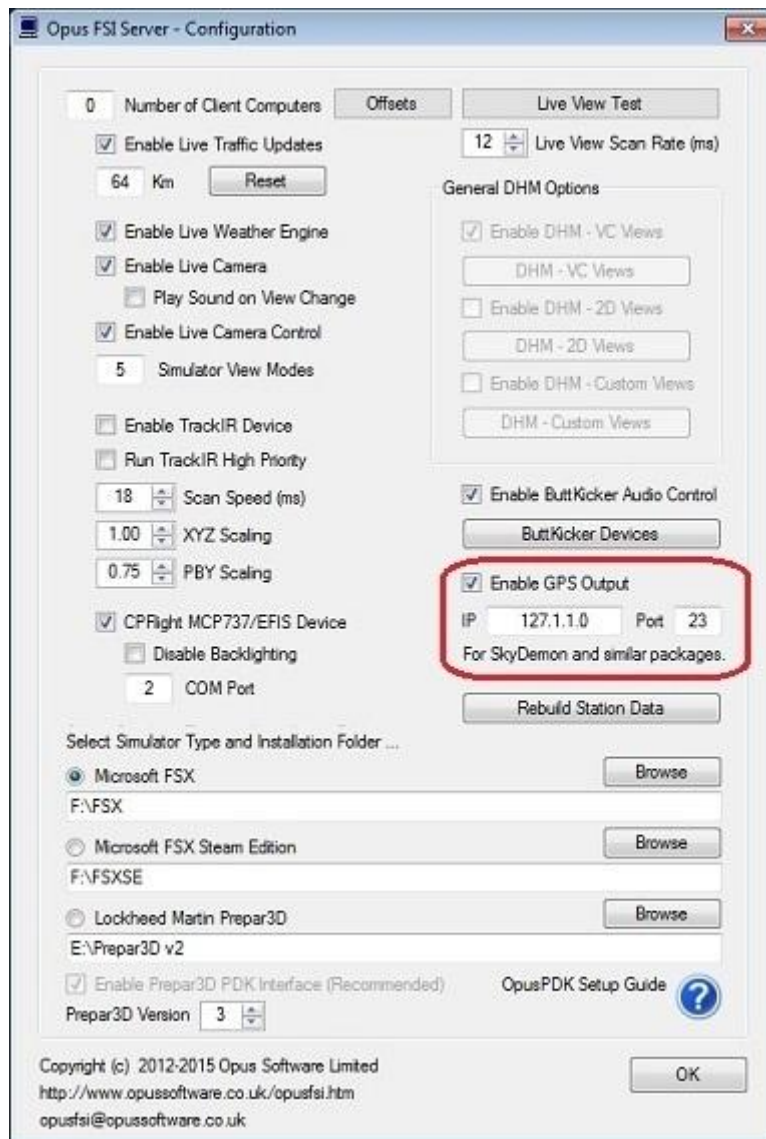 Opus FSI Server - Configuration
0 Number of Client Computers Offsets Live View Test
Enable Live Traffic Updates
12 Live View Scan Rate (ms)
64 Km Reset
General DHM Options
Enable Live Weather Engine
Enable DHM - VC Views
Enable Live Camera
DHM - VC Views
Play Sound on View Change
Enable DHM - 2D Views
Enable Live Camera Control
DHM - 2D Views
5 Simulator View Modes
Enable DHM - Custom Views
Enable TrackIR Device
DHM - Custom Views
Run TrackIR High Priority
18 Scan Speed (ms)
Enable ButtKicker Audio Control
1.00 XYZ Scaling
ButtKicker Devices
0.75 PBY Scaling
Enable GPS Output
CPFlight MCP737/EFIS Device
IP 127.1.1.0 Port 23
Disable Backlighting
For SkyDemon and similar packages.
2 COM Port
Rebuild Station Data
Select Simulator Type and Installation Folder ...
Microsoft FSX Browse
F:\FSX
Microsoft FSX Steam Edition Browse
F:\FSXSE
Lockheed Martin Prepar3D Browse
E:\Prepar3D v2
Enable Prepar3D PDK Interface (Recommended) OpusPDK Setup Guide ?
Prepar3D Version 3
Copyright (c) 2012-2015 Opus Software Limited
OK
http://www.opussoftware.co.uk/opusfsi.htm
opusfsi@opussoftware.co.uk